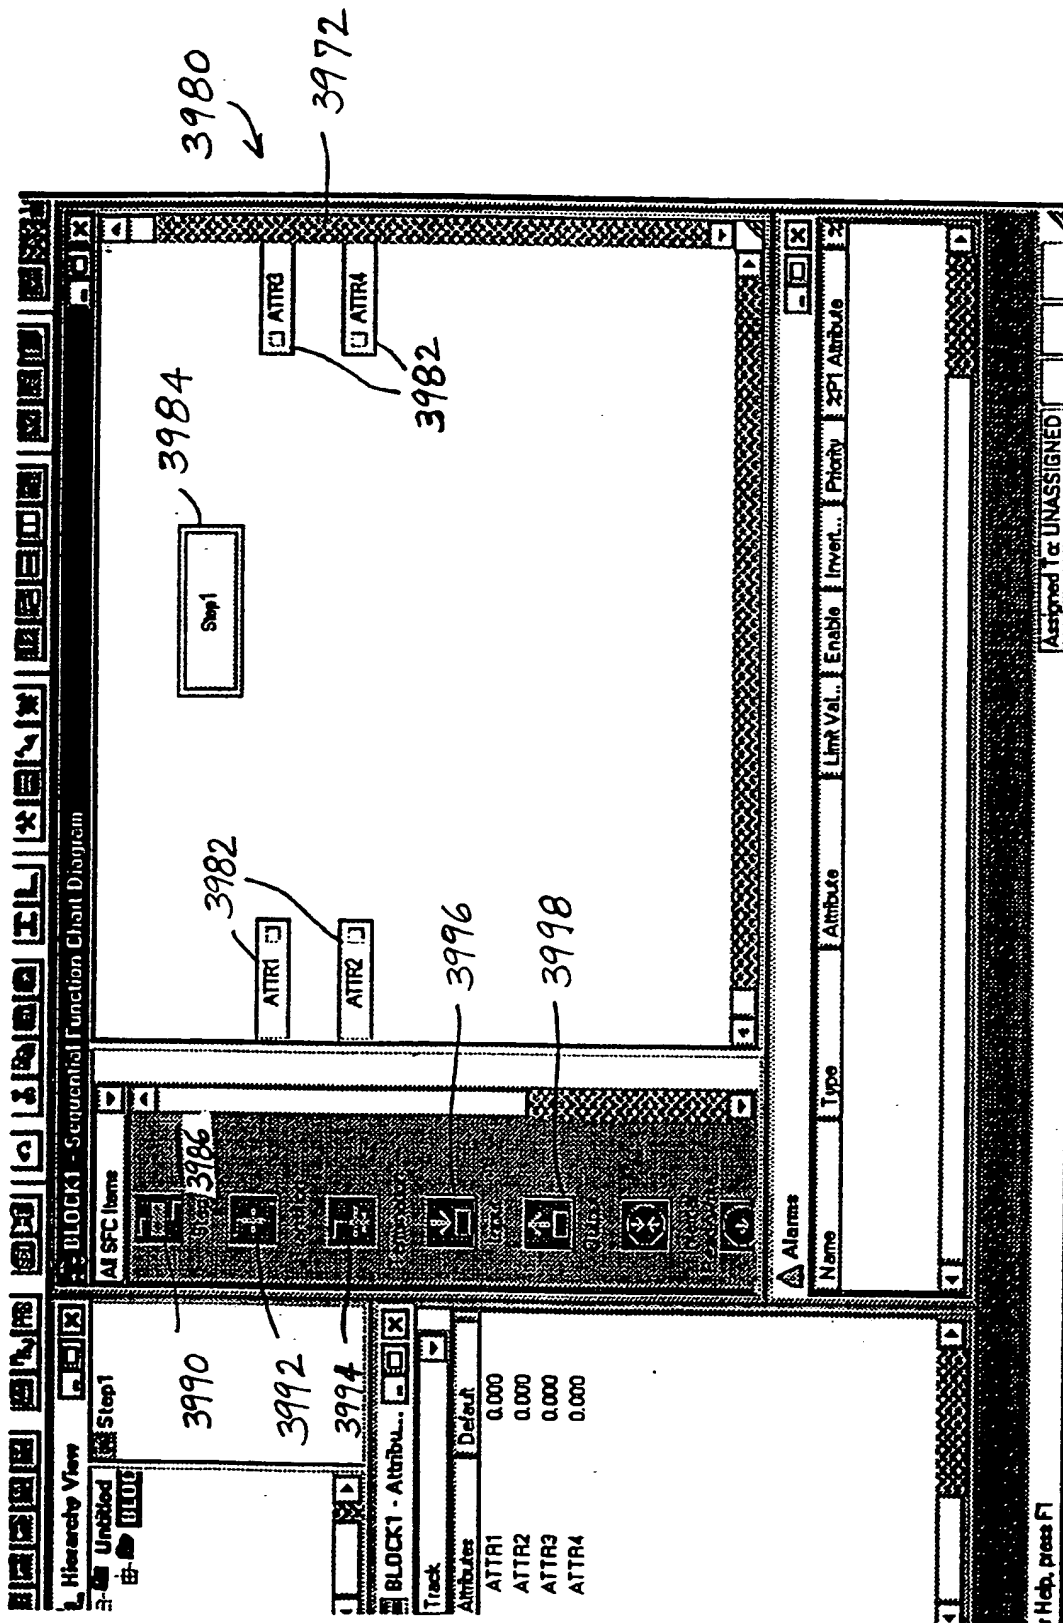 BLOCK1 - Sequential Function Chart Diagram
Hierarchy View
Untitled
Step1
All SFC Items
3986
3990
3992
3994
3996
3998
3982
ATTR1
ATTR2
3984
Step1
ATTR3
ATTR4
3982
3980
3972
BLOCK1 - Attribu...
Track
Attributes Default
ATTR1 0.000
ATTR2 0.000
ATTR3 0.000
ATTR4 0.000
Alarms
Name Type Attribute Limit Val... Enable Invert... Priority %P1 Attribute
Help, press F1
Assigned To: UNASSIGNED